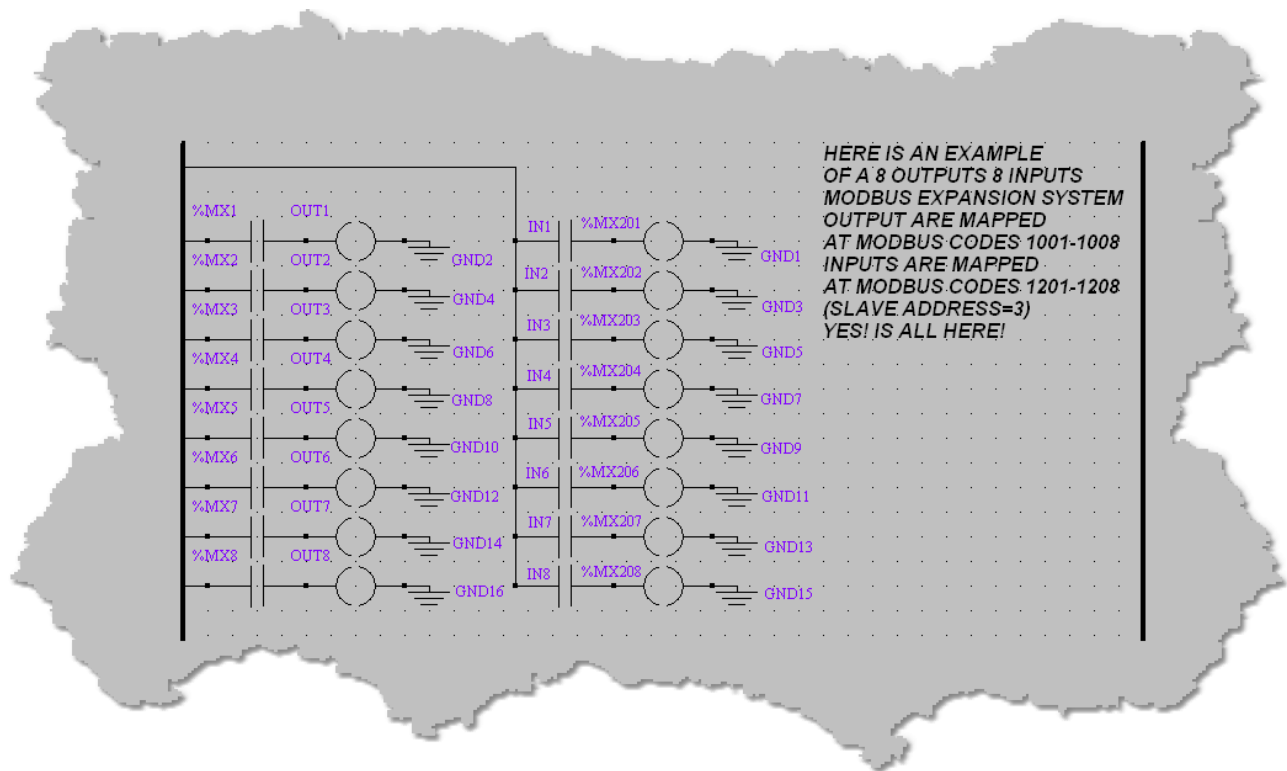 HERE IS AN EXAMPLE
OF A 8 OUTPUTS 8 INPUTS
MODBUS EXPANSION SYSTEM
OUTPUT ARE MAPPED
AT MODBUS CODES 1001-1008
INPUTS ARE MAPPED
AT MODBUS CODES 1201-1208
(SLAVE ADDRESS=3)
YES! IS ALL HERE!
%MX1 OUT1 GND2
%MX2 OUT2 GND4
%MX3 OUT3 GND6
%MX4 OUT4 GND8
%MX5 OUT5 GND10
%MX6 OUT6 GND12
%MX7 OUT7 GND14
%MX8 OUT8 GND16
IN1 %MX201 GND1
IN2 %MX202 GND3
IN3 %MX203 GND5
IN4 %MX204 GND7
IN5 %MX205 GND9
IN6 %MX206 GND11
IN7 %MX207 GND13
IN8 %MX208 GND15